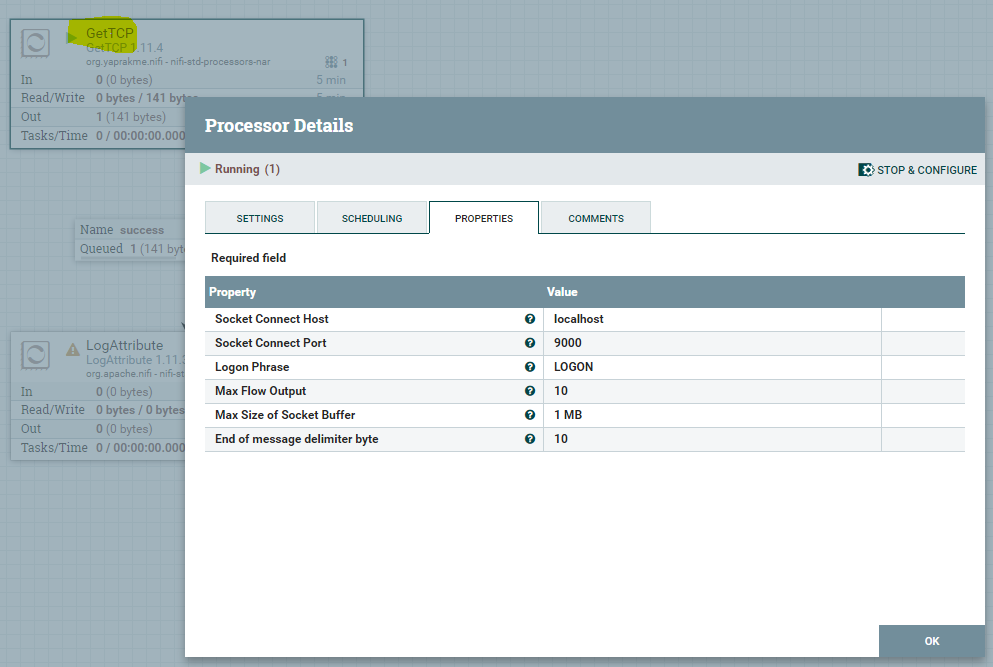 GetTCP
GetTCP 1.11.4
org.yaprakme.nifi - nifi-std-processors-nar
1
In 0 (0 bytes) 5 min
Read/Write 0 bytes / 141 bytes 5 min
Out 1 (141 bytes)
Tasks/Time 0 / 00:00:00.000
Name success
Queued 1 (141 byt
LogAttribute
LogAttribute 1.11.
org.apache.nifi - nifi-st
In 0 (0 bytes)
Read/Write 0 bytes / 0 bytes
Out 0 (0 bytes)
Tasks/Time 0 / 00:00:00.000
Processor Details
Running (1)
STOP & CONFIGURE
SETTINGS SCHEDULING PROPERTIES COMMENTS
Required field
Property Value
Socket Connect Host ? localhost
Socket Connect Port ? 9000
Logon Phrase ? LOGON
Max Flow Output ? 10
Max Size of Socket Buffer ? 1 MB
End of message delimiter byte ? 10
OK